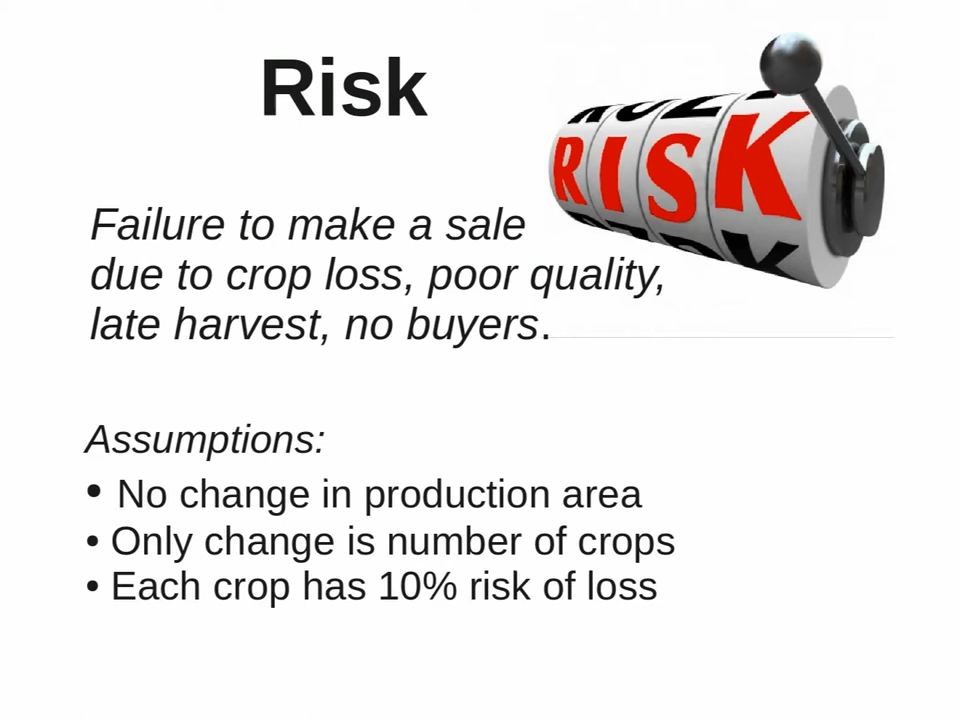 Risk
RISK
Failure to make a sale
due to crop loss, poor quality,
late harvest, no buyers.
Assumptions:
• No change in production area
• Only change is number of crops
• Each crop has 10% risk of loss